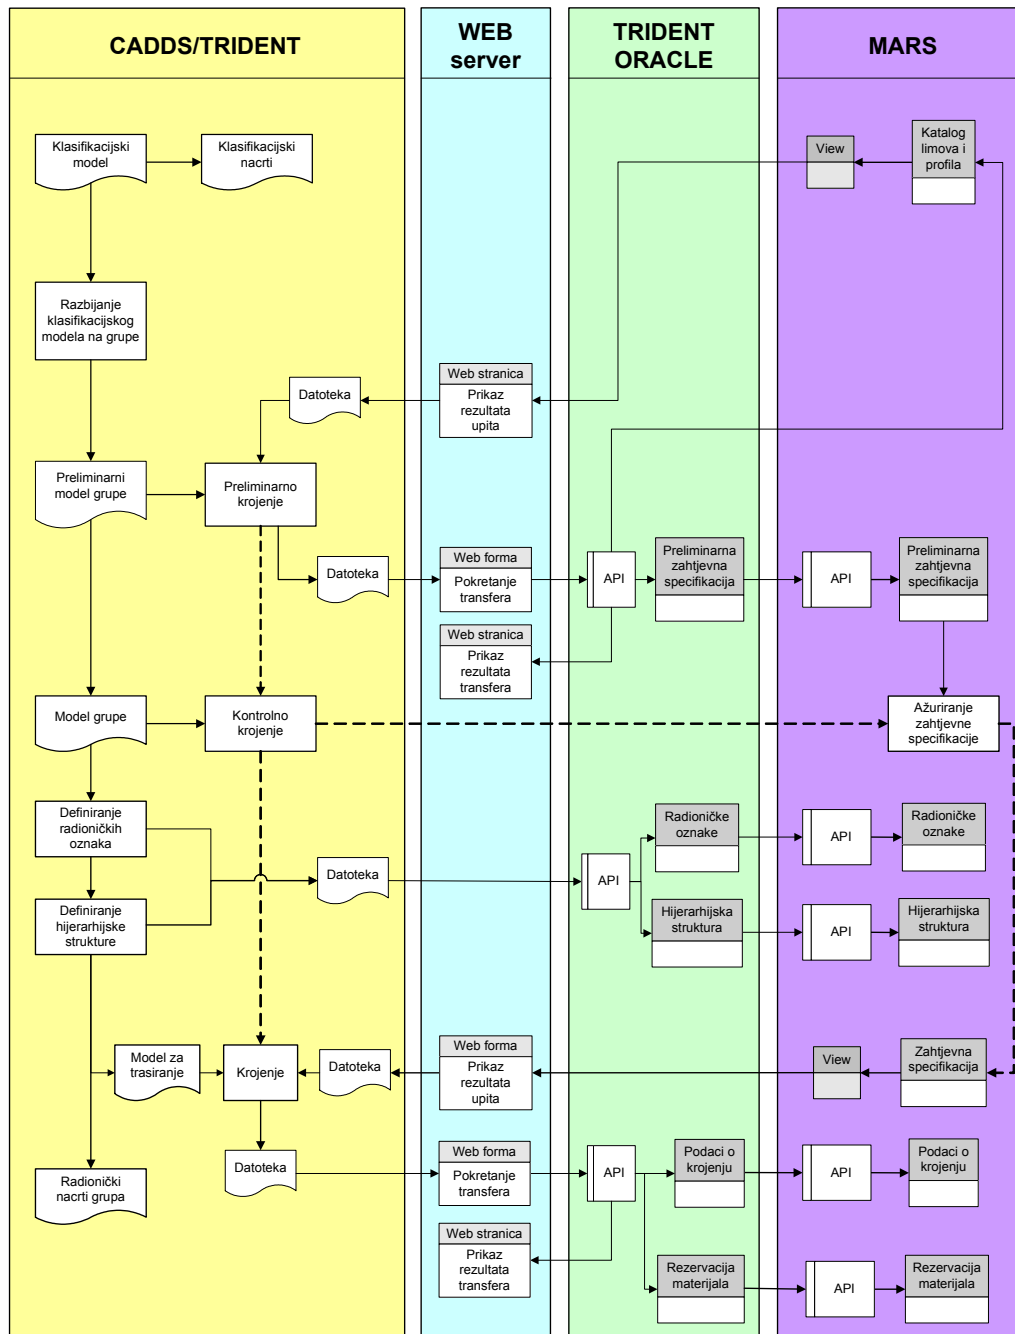 CADDS/TRIDENT
WEB
server
TRIDENT
ORACLE
MARS
Klasifikacijski
model
Klasifikacijski
nacrti
View
Katalog
limova i
profila
Razbijanje
klasifikacijskog
modela na grupe
Datoteka
Web stranica
Prikaz
rezultata
upita
Preliminarni
model grupe
Preliminarno
krojenje
Datoteka
Web forma
Pokretanje
transfera
API
Preliminarna
zahtjevna
specifikacija
API
Preliminarna
zahtjevna
specifikacija
Web stranica
Prikaz
rezultata
transfera
Model grupe
Kontrolno
krojenje
Ažuriranje
zahtjevne
specifikacije
Definiranje
radioničkih
oznaka
Datoteka
API
Radioničke
oznake
API
Radioničke
oznake
Definiranje
hijerarhijske
strukture
Hijerarhijska
struktura
API
Hijerarhijska
struktura
Model za
trasiranje
Krojenje
Datoteka
Web forma
Prikaz
rezultata
upita
View
Zahtjevna
specifikacija
Radionički
nacrti grupa
Datoteka
Web forma
Pokretanje
transfera
API
Podaci o
krojenju
API
Podaci o
krojenju
Web stranica
Prikaz
rezultata
transfera
Rezervacija
materijala
API
Rezervacija
materijala